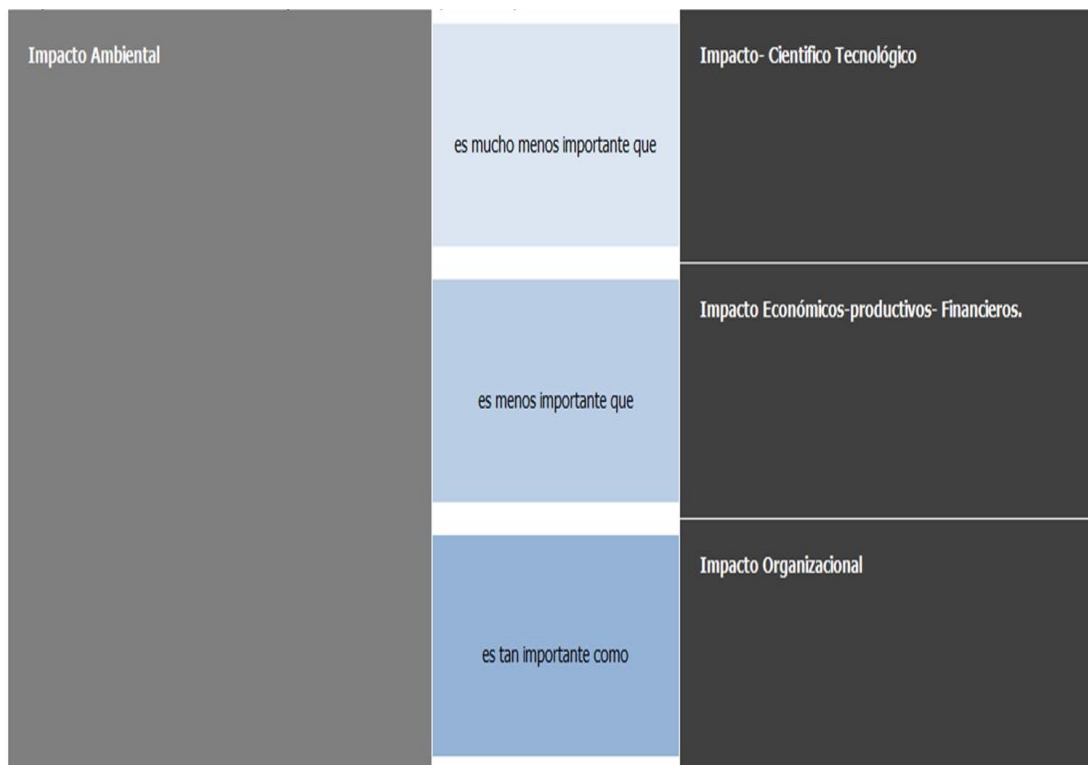 Impacto Ambiental
Impacto- Cientifico Tecnológico
es mucho menos importante que
Impacto Económicos-productivos- Financieros.
es menos importante que
Impacto Organizacional
es tan importante como